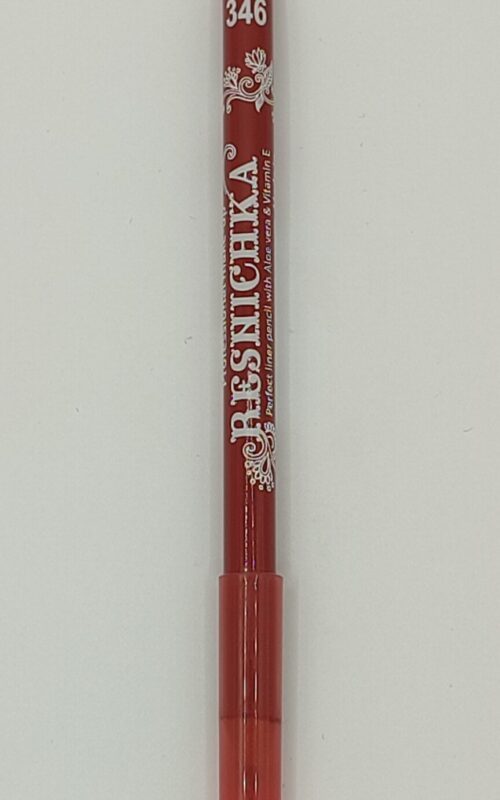 346
RESNICHKA
Perfect liner pencil with Aloe vera & Vitamin E